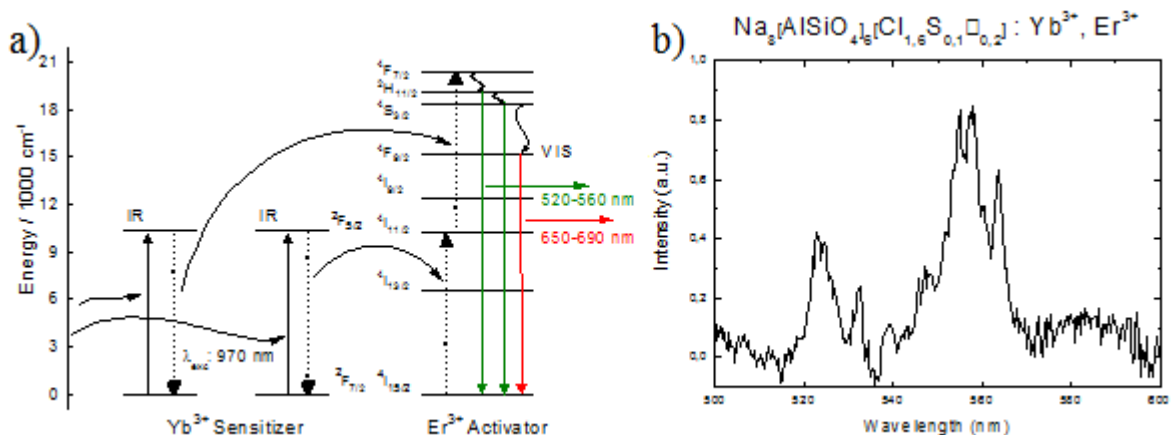 a)
Energy / 1000 cm⁻¹
21
18
15
12
9
6
3
0
IR
IR
²F₅/₂
²F₇/₂
λexc: 970 nm
Yb³⁺ Sensitizer
⁴F₇/₂
²H₁₁/₂
⁴S₃/₂
⁴F₉/₂
⁴I₉/₂
⁴I₁₁/₂
⁴I₁₃/₂
⁴I₁₅/₂
VIS
520-560 nm
650-690 nm
Er³⁺ Activator
b)
Na₈[AlSiO₄]₆[Cl₁,₆S₀,₁□₀,₂] : Yb³⁺, Er³⁺
Intensity (a.u.)
1,0
0,8
0,6
0,4
0,2
0,0
500
520
540
560
580
600
Wavelength (nm)